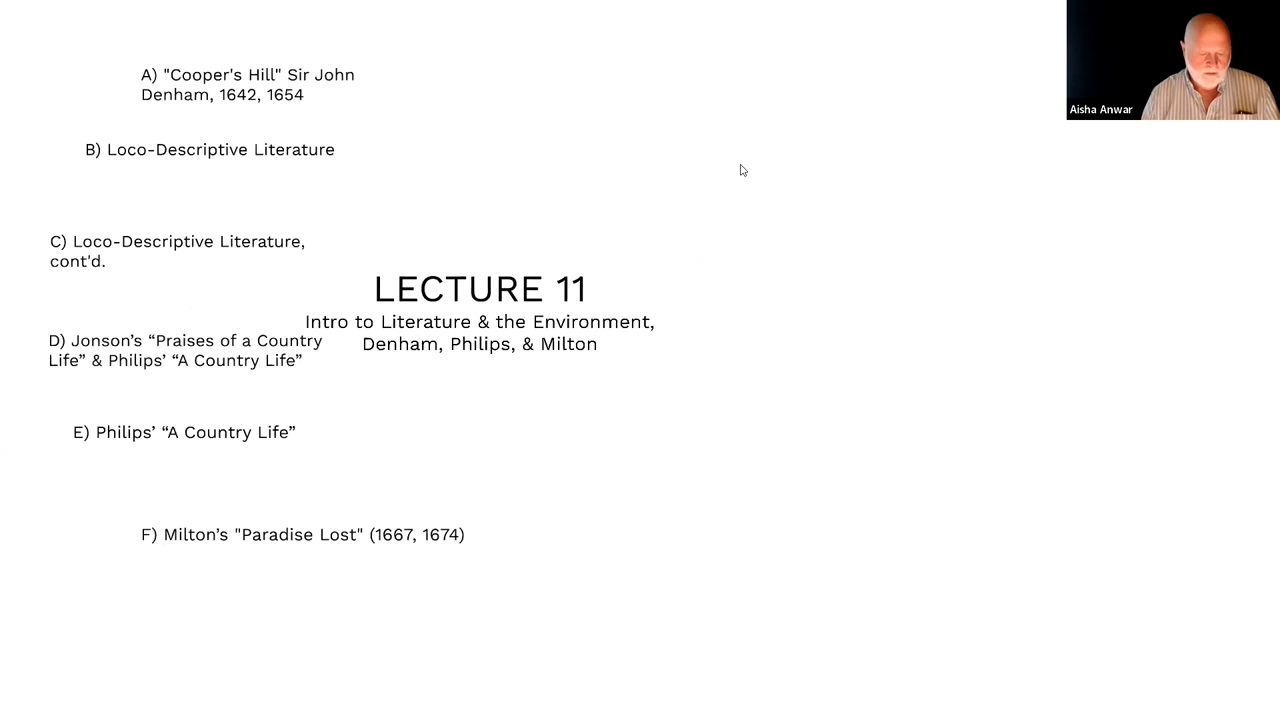 A) "Cooper's Hill" Sir John
Denham, 1642, 1654
Aisha Anwar
B) Loco-Descriptive Literature
C) Loco-Descriptive Literature,
cont'd.
LECTURE 11
Intro to Literature & the Environment,
Denham, Philips, & Milton
D) Jonson’s “Praises of a Country
Life” & Philips’ “A Country Life”
E) Philips’ “A Country Life”
F) Milton’s "Paradise Lost" (1667, 1674)